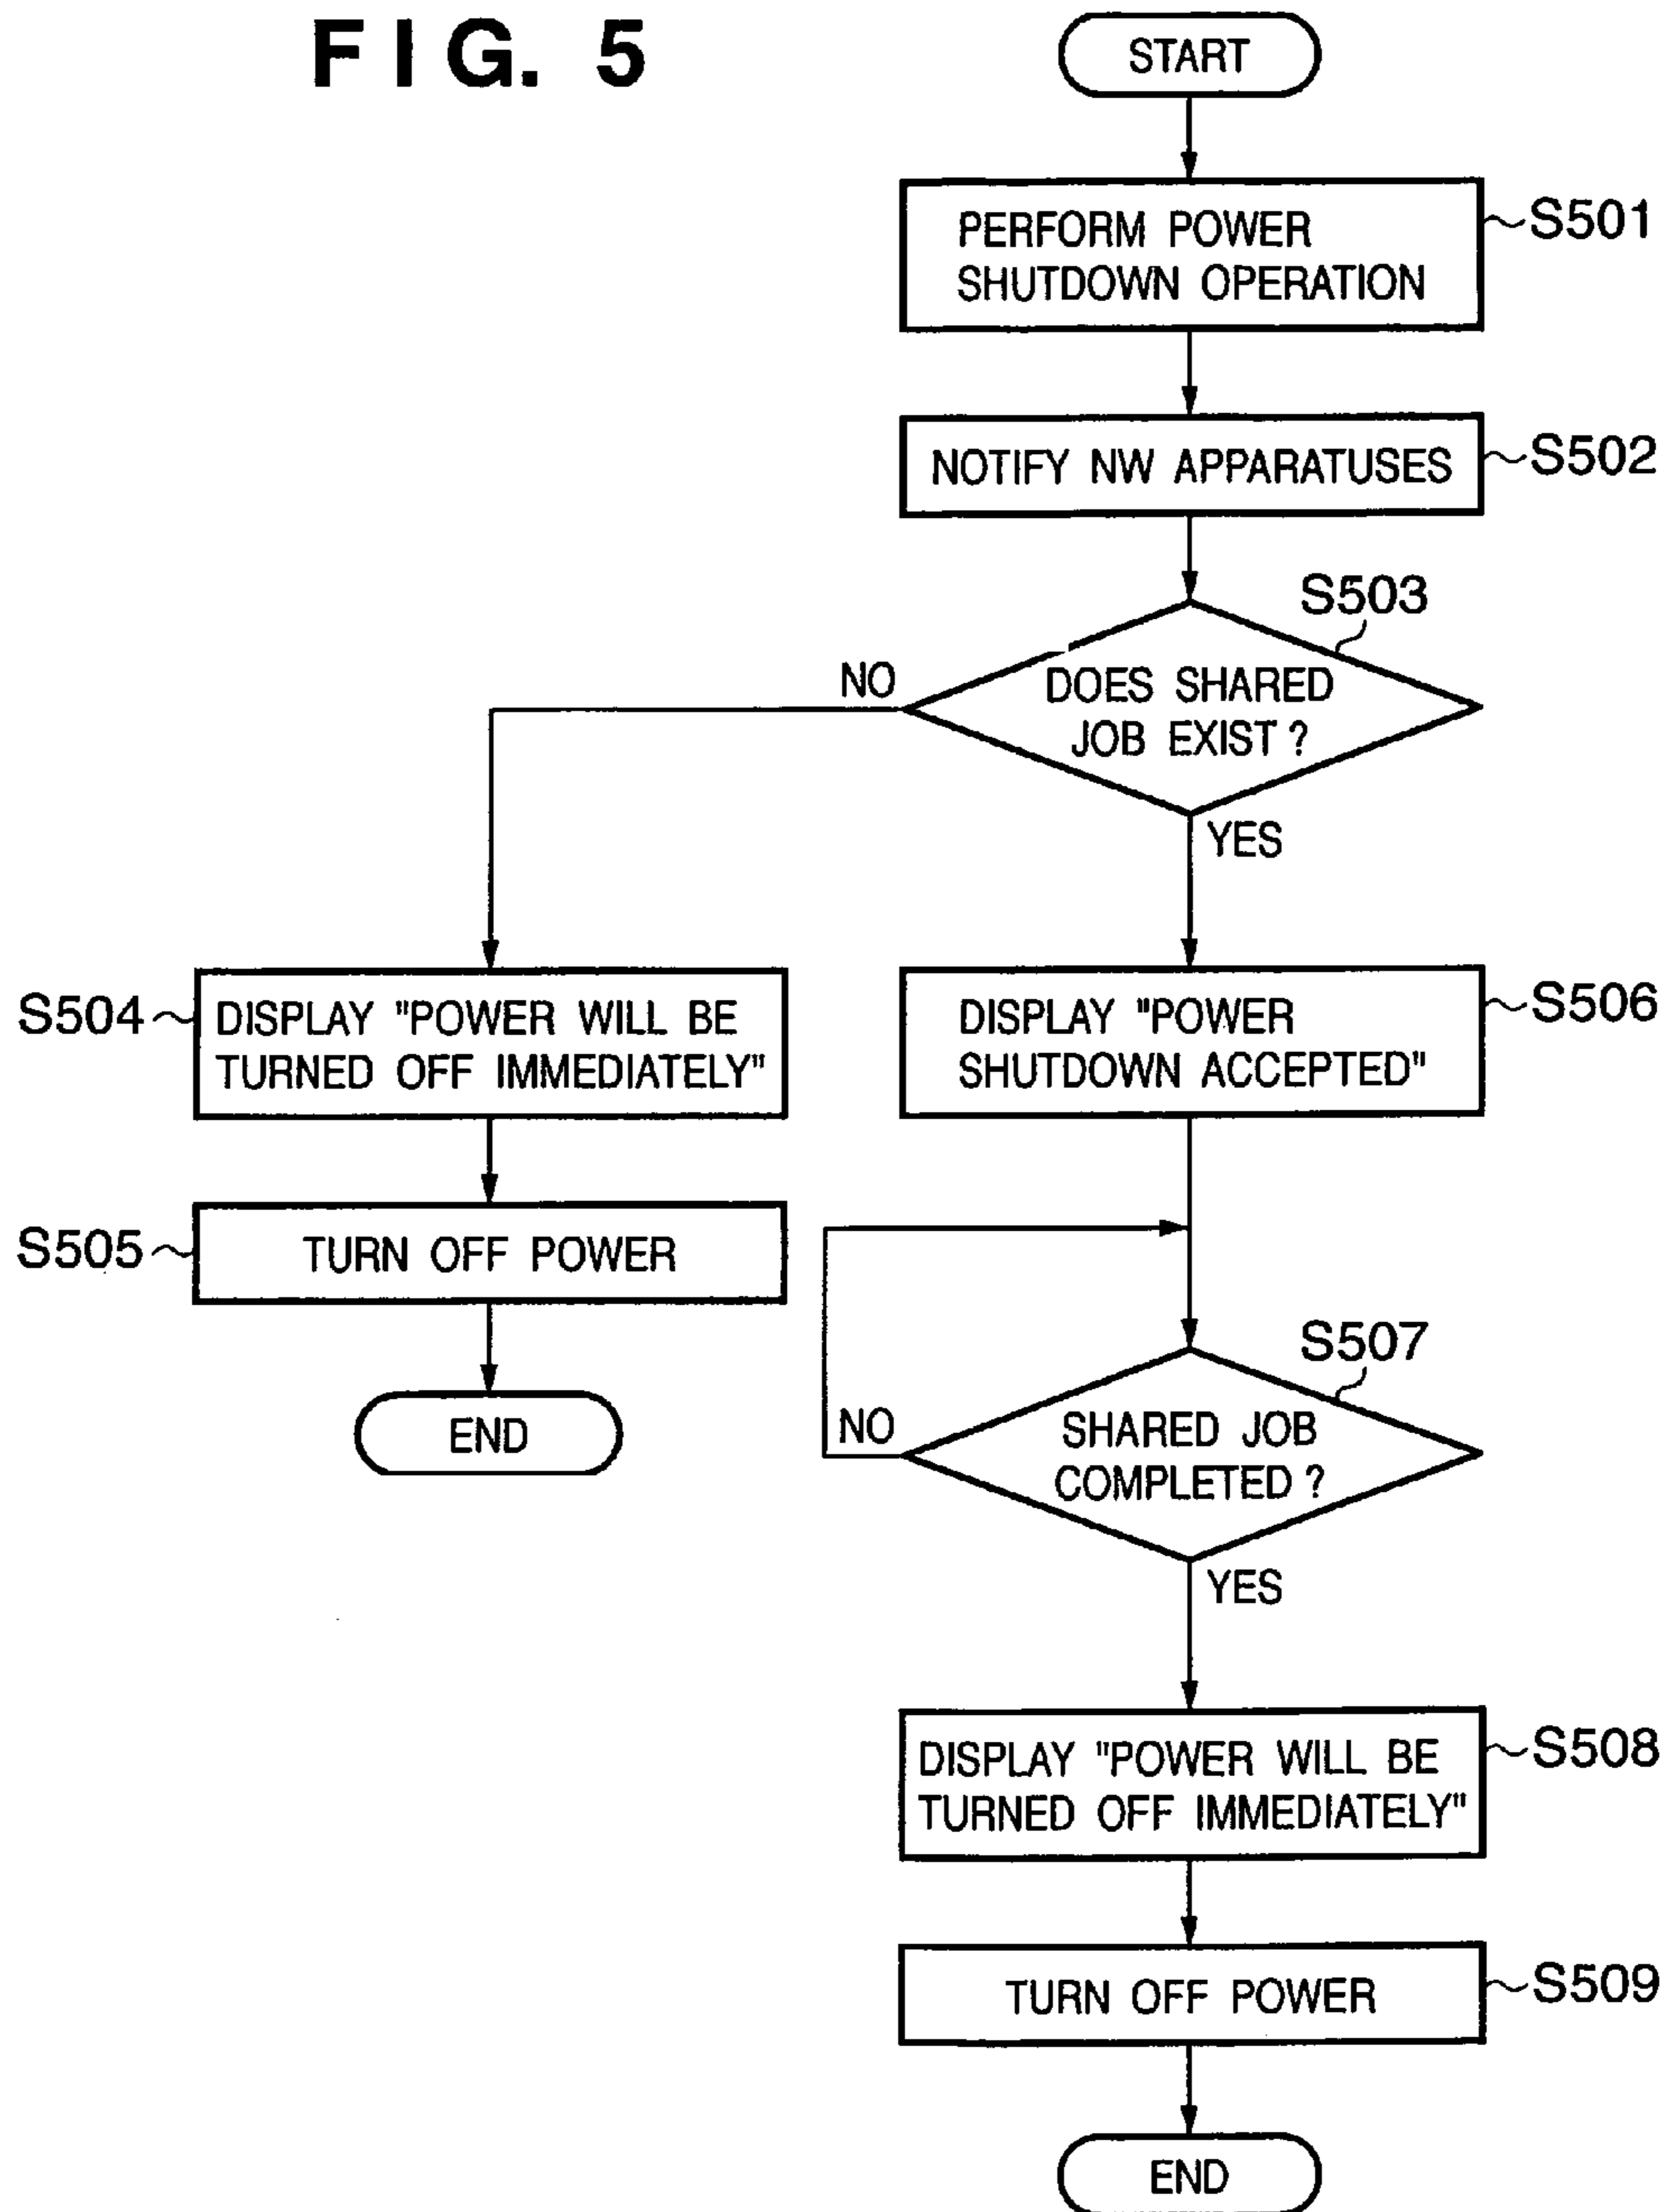 FIG. 5
START
PERFORM POWER
SHUTDOWN OPERATION
S501
NOTIFY NW APPARATUSES
S502
S503
DOES SHARED
JOB EXIST ?
NO
YES
S504
DISPLAY "POWER WILL BE
TURNED OFF IMMEDIATELY"
S505
TURN OFF POWER
END
DISPLAY "POWER
SHUTDOWN ACCEPTED"
S506
S507
SHARED JOB
COMPLETED ?
NO
YES
DISPLAY "POWER WILL BE
TURNED OFF IMMEDIATELY"
S508
TURN OFF POWER
S509
END